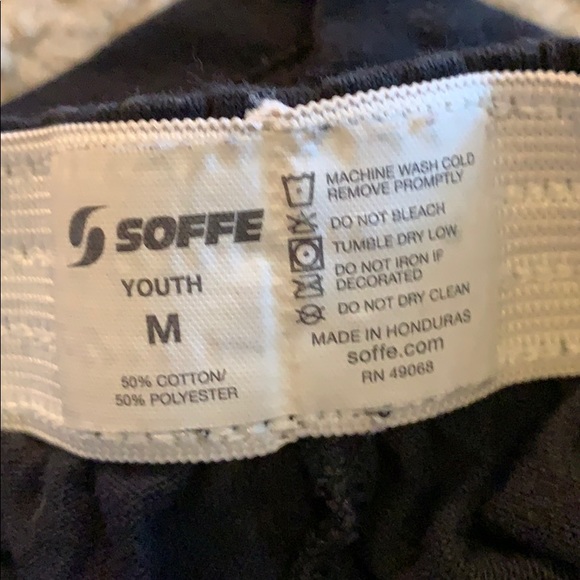 SOFFE
YOUTH
M
50% COTTON/
50% POLYESTER
MACHINE WASH COLD
REMOVE PROMPTLY
DO NOT BLEACH
TUMBLE DRY LOW
DO NOT IRON IF
DECORATED
DO NOT DRY CLEAN
MADE IN HONDURAS
soffe.com
RN 49068